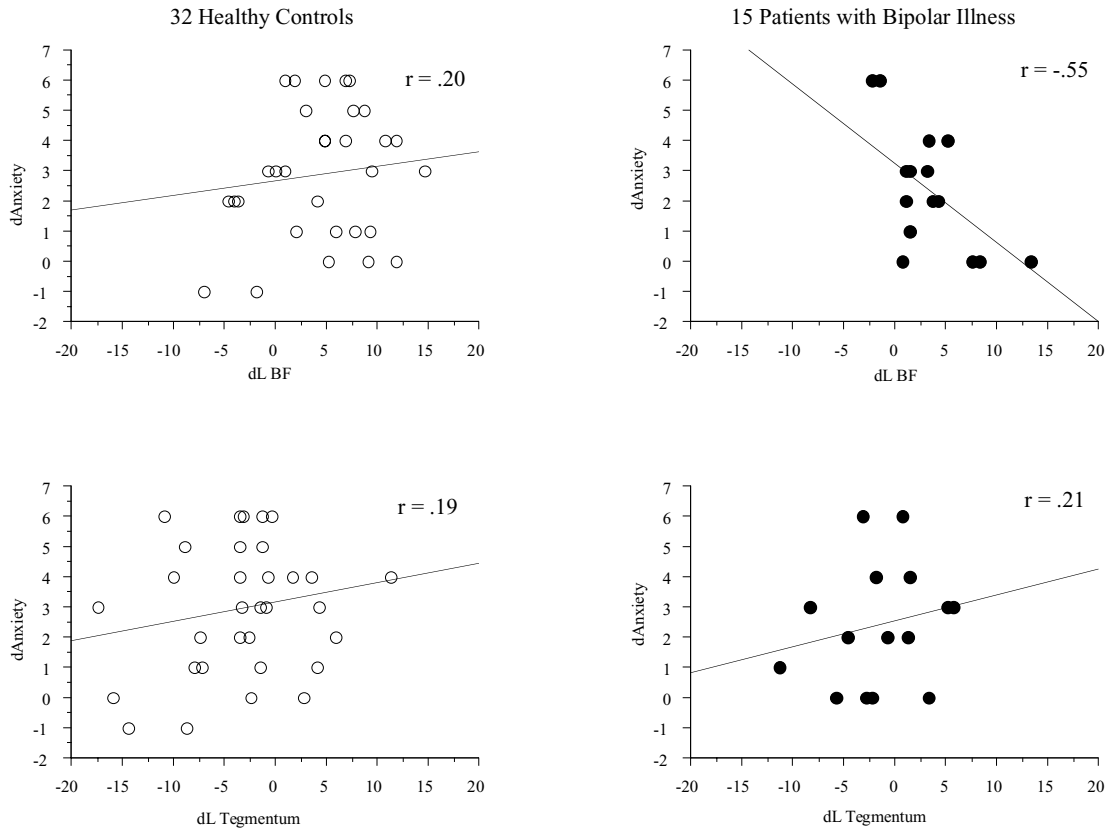 32 Healthy Controls
15 Patients with Bipolar Illness
r = .20
7
6
5
4
3
2
1
0
-1
-2
dAnxiety
-20 -15 -10 -5 0 5 10 15 20
dL BF
r = -.55
7
6
5
4
3
2
1
0
-1
-2
dAnxiety
-20 -15 -10 -5 0 5 10 15 20
dL BF
r = .19
7
6
5
4
3
2
1
0
-1
-2
dAnxiety
-20 -15 -10 -5 0 5 10 15 20
dL Tegmentum
r = .21
7
6
5
4
3
2
1
0
-1
-2
dAnxiety
-20 -15 -10 -5 0 5 10 15 20
dL Tegmentum